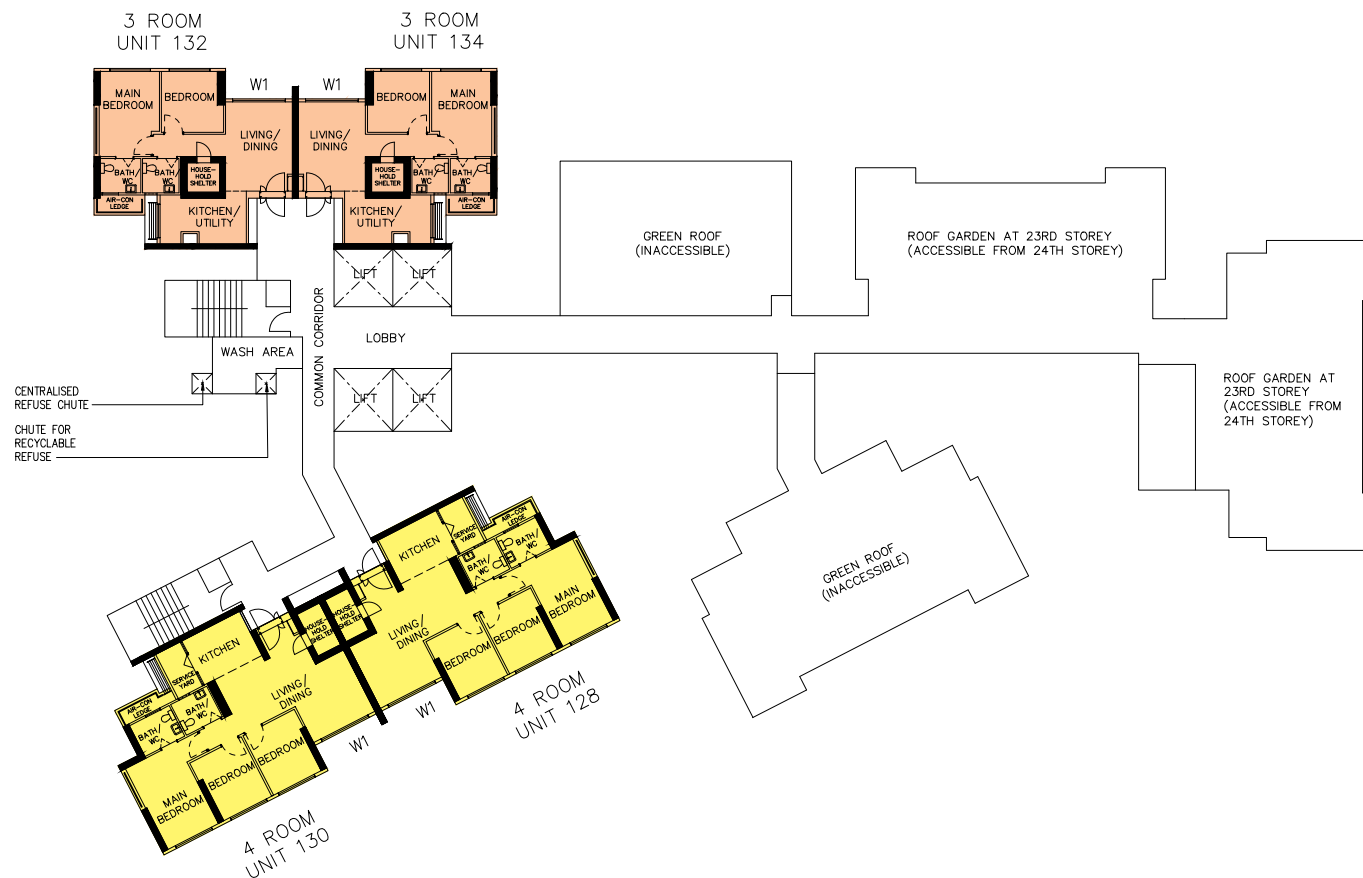 3 ROOM
UNIT 132
3 ROOM
UNIT 134
W1
W1
MAIN
BEDROOM
BEDROOM
LIVING/
DINING
BATH/
WC
BATH/
WC
HOUSE-
HOLD
SHELTER
AIR-CON
LEDGE
KITCHEN/
UTILITY
BEDROOM
MAIN
BEDROOM
LIVING/
DINING
HOUSE-
HOLD
SHELTER
BATH/
WC
BATH/
WC
AIR-CON
LEDGE
KITCHEN/
UTILITY
LIFT
LIFT
COMMON CORRIDOR
LOBBY
WASH AREA
LIFT
LIFT
CENTRALISED
REFUSE CHUTE
CHUTE FOR
RECYCLABLE
REFUSE
GREEN ROOF
(INACCESSIBLE)
ROOF GARDEN AT 23RD STOREY
(ACCESSIBLE FROM 24TH STOREY)
ROOF GARDEN AT
23RD STOREY
(ACCESSIBLE FROM
24TH STOREY)
GREEN ROOF
(INACCESSIBLE)
KITCHEN
SERVICE
YARD
AIR-CON
LEDGE
BATH/
WC
BATH/
WC
HOUSE-
HOLD
SHELTER
LIVING/
DINING
BEDROOM
BEDROOM
MAIN
BEDROOM
W1
4 ROOM
UNIT 128
KITCHEN
SERVICE
YARD
AIR-CON
LEDGE
BATH/
WC
BATH/
WC
HOUSE-
HOLD
SHELTER
LIVING/
DINING
BEDROOM
BEDROOM
MAIN
BEDROOM
W1
4 ROOM
UNIT 130